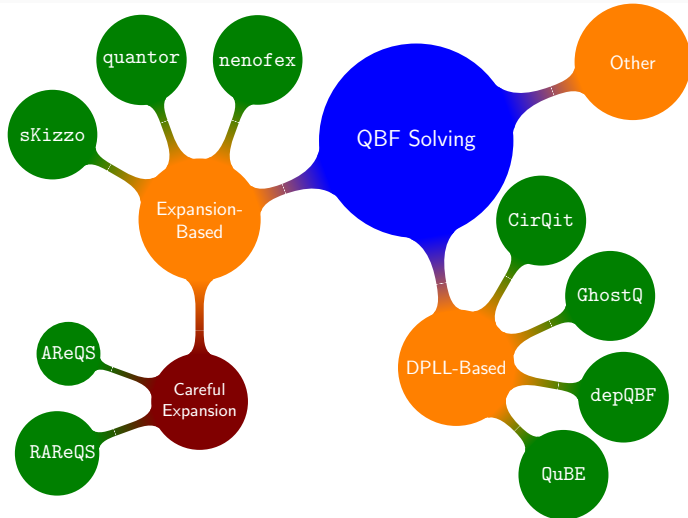 quantor
nenofex
Other
sKizzo
QBF Solving
Expansion-
Based
CirQit
GhostQ
AReQS
DPLL-Based
Careful
Expansion
depQBF
RAReQS
QuBE